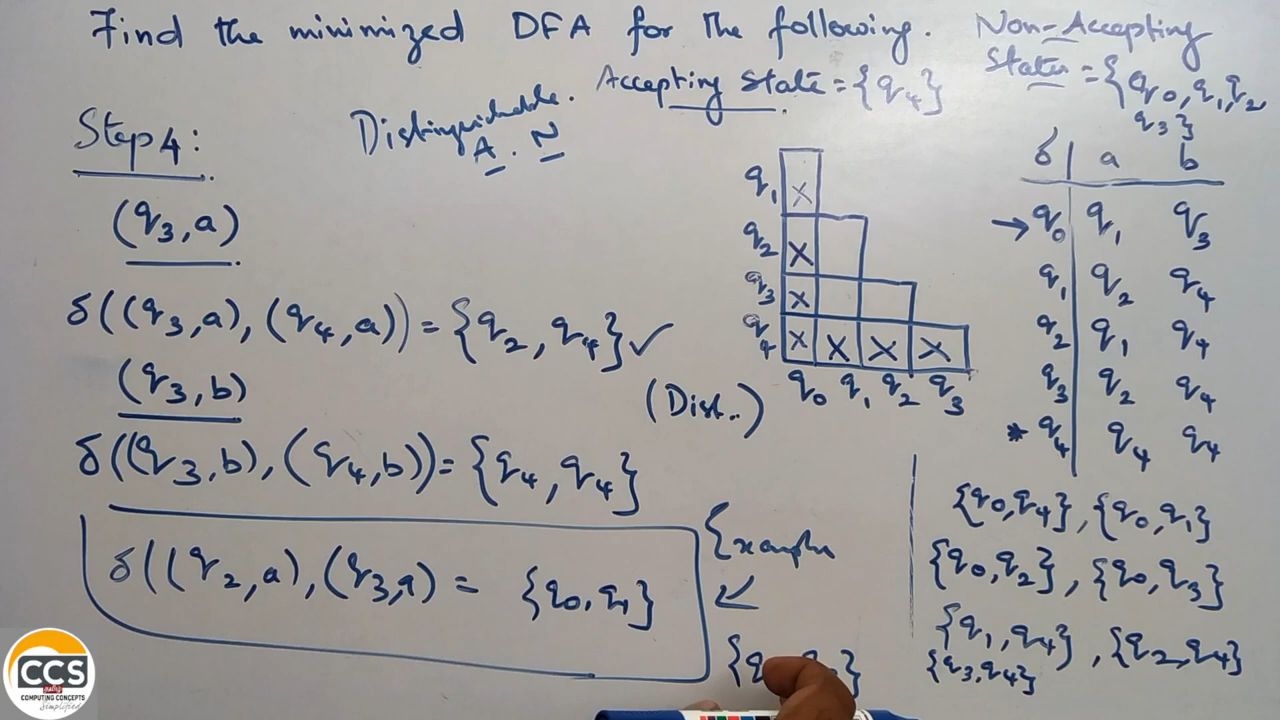 Find the minimized DFA for the following.
Non-Accepting
States = {q0, q1, q2
q3}
Accepting State = {q4}
Distinguishable.
A. N
Step 4:
(q3, a)
δ((q3, a), (q4, a)) = {q2, q4} ✓
(q3, b)
(Dist..)
δ((q3, b), (q4, b)) = {q4, q4}
δ((q2, a), (q3, a) = {q0, q1}
Example
q1 X
q2 X
q3 X
q4 X X X X
q0 q1 q2 q3
δ | a b
→ q0 q1 q3
q1 q2 q4
q2 q1 q4
q3 q2 q4
* q4 q4 q4
{q0, q4}, {q0, q1}
{q0, q2}, {q0, q3}
{q1, q4}, {q2, q4}
{q3, q4}
CCS
COMPUTING CONCEPTS
Simplified